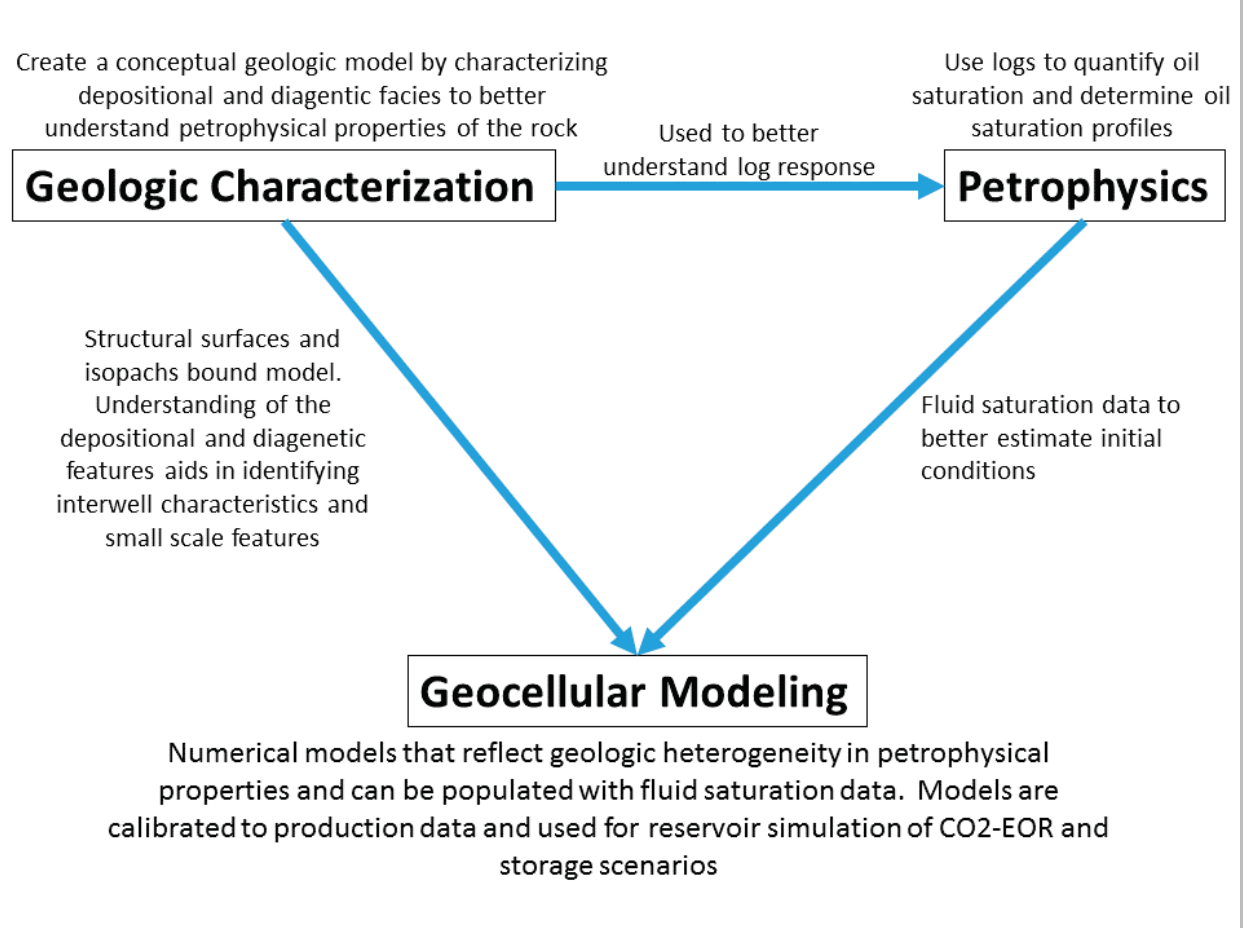 Create a conceptual geologic model by characterizing
depositional and diagentic facies to better
understand petrophysical properties of the rock
Geologic Characterization
Used to better
understand log response
Use logs to quantify oil
saturation and determine oil
saturation profiles
Petrophysics
Structural surfaces and
isopachs bound model.
Understanding of the
depositional and diagenetic
features aids in identifying
interwell characteristics and
small scale features
Fluid saturation data to
better estimate initial
conditions
Geocellular Modeling
Numerical models that reflect geologic heterogeneity in petrophysical
properties and can be populated with fluid saturation data. Models are
calibrated to production data and used for reservoir simulation of CO2-EOR and
storage scenarios